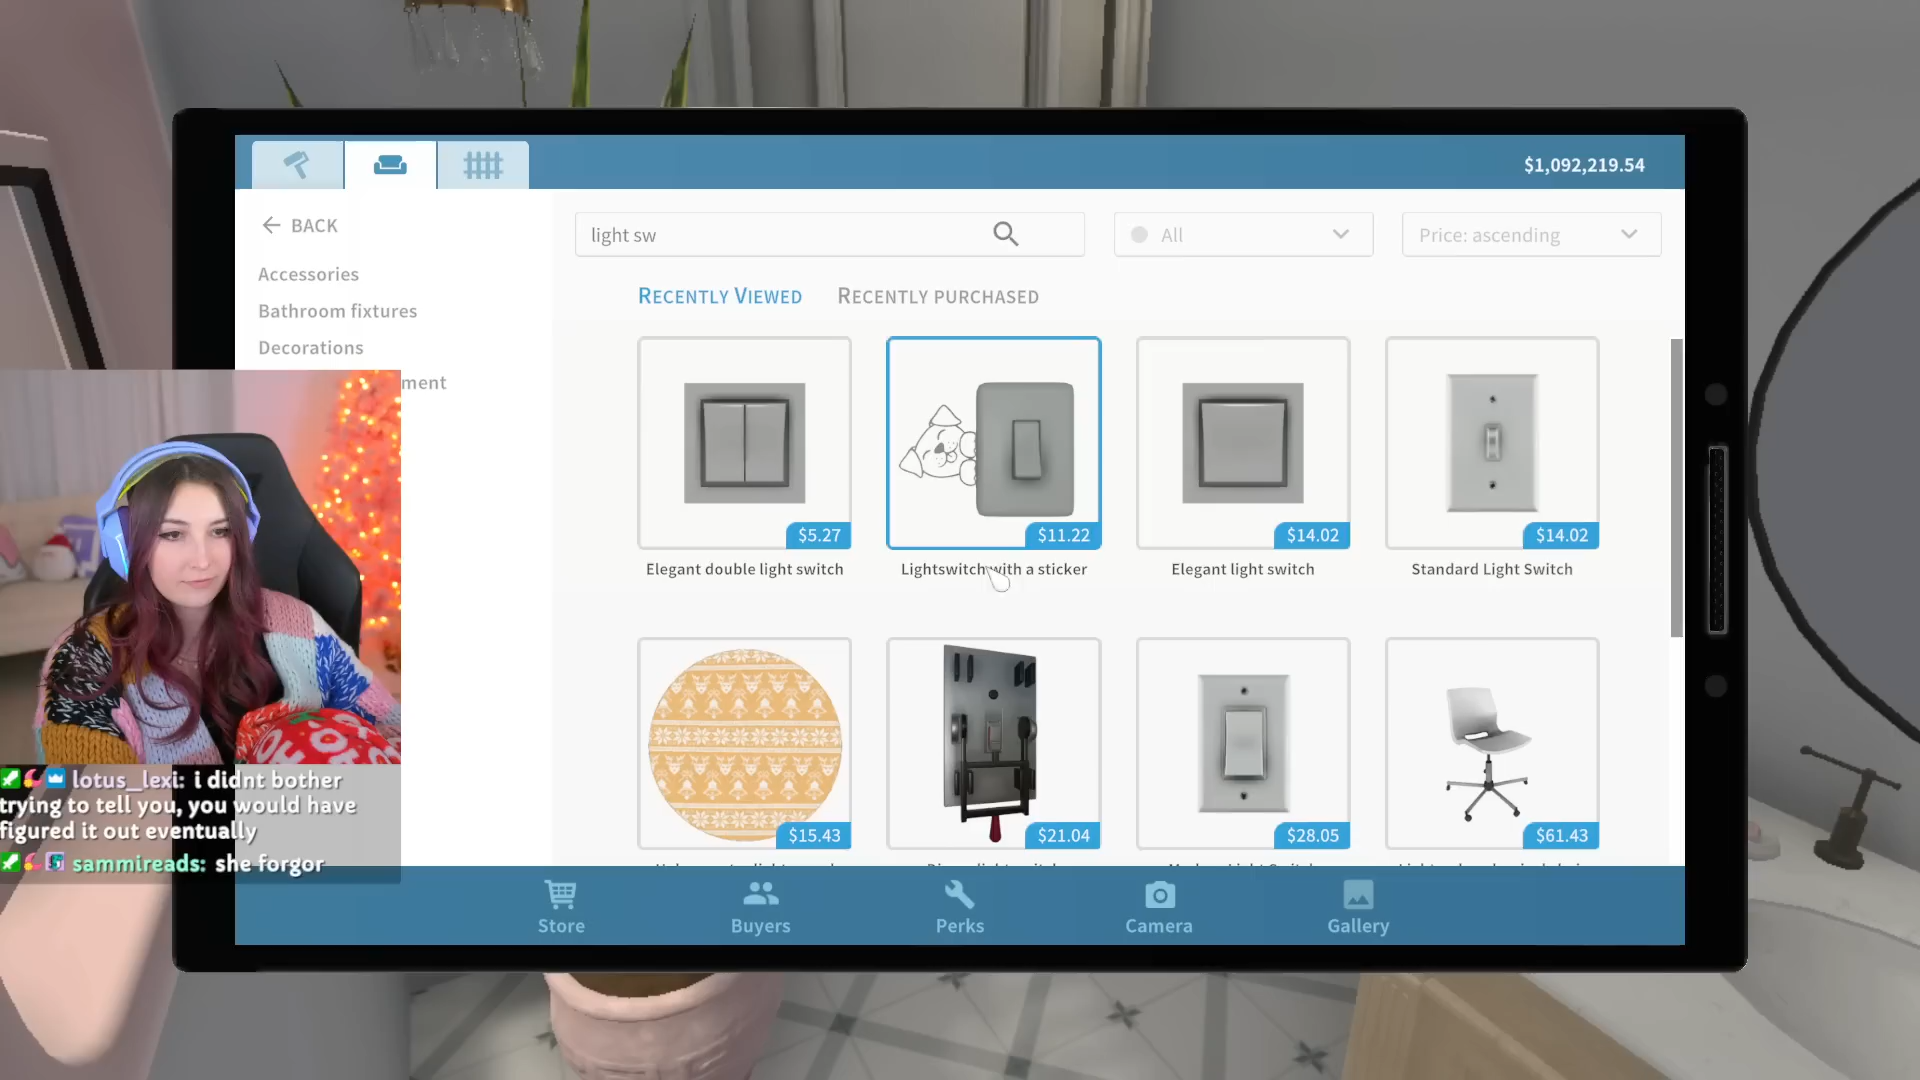 $1,092,219.54
BACK
light sw
All
Price: ascending
Accessories
Bathroom fixtures
Decorations
ment
RECENTLY VIEWED
RECENTLY PURCHASED
$5.27
$11.22
$14.02
$14.02
Elegant double light switch
Lightswitch with a sticker
Elegant light switch
Standard Light Switch
$15.43
$21.04
$28.05
$61.43
lotus_lexi: i didnt bother
trying to tell you, you would have
figured it out eventually
sammireads: she forgor
Store
Buyers
Perks
Camera
Gallery